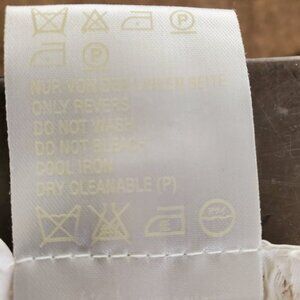 NUR VON DER LINKEN SEITE
ONLY REVERS
DO NOT WASH
DO NOT BLEACH
COOL IRON
DRY CLEANABLE (P)